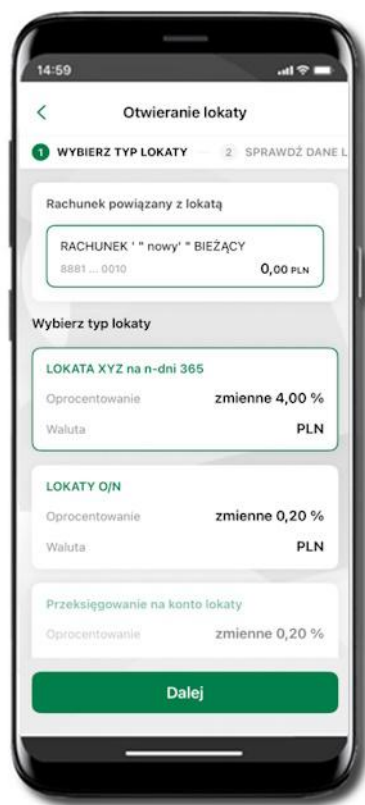 14:59
Otwieranie lokaty
1 WYBIERZ TYP LOKATY 2 SPRAWDŹ DANE L
Rachunek powiązany z lokatą
RACHUNEK ' " nowy' " BIEŻĄCY
8881 ... 0010 0,00 PLN
Wybierz typ lokaty
LOKATA XYZ na n-dni 365
Oprocentowanie zmienne 4,00 %
Waluta PLN
LOKATY O/N
Oprocentowanie zmienne 0,20 %
Waluta PLN
Przeksięgowanie na konto lokaty
Oprocentowanie zmienne 0,20 %
Dalej